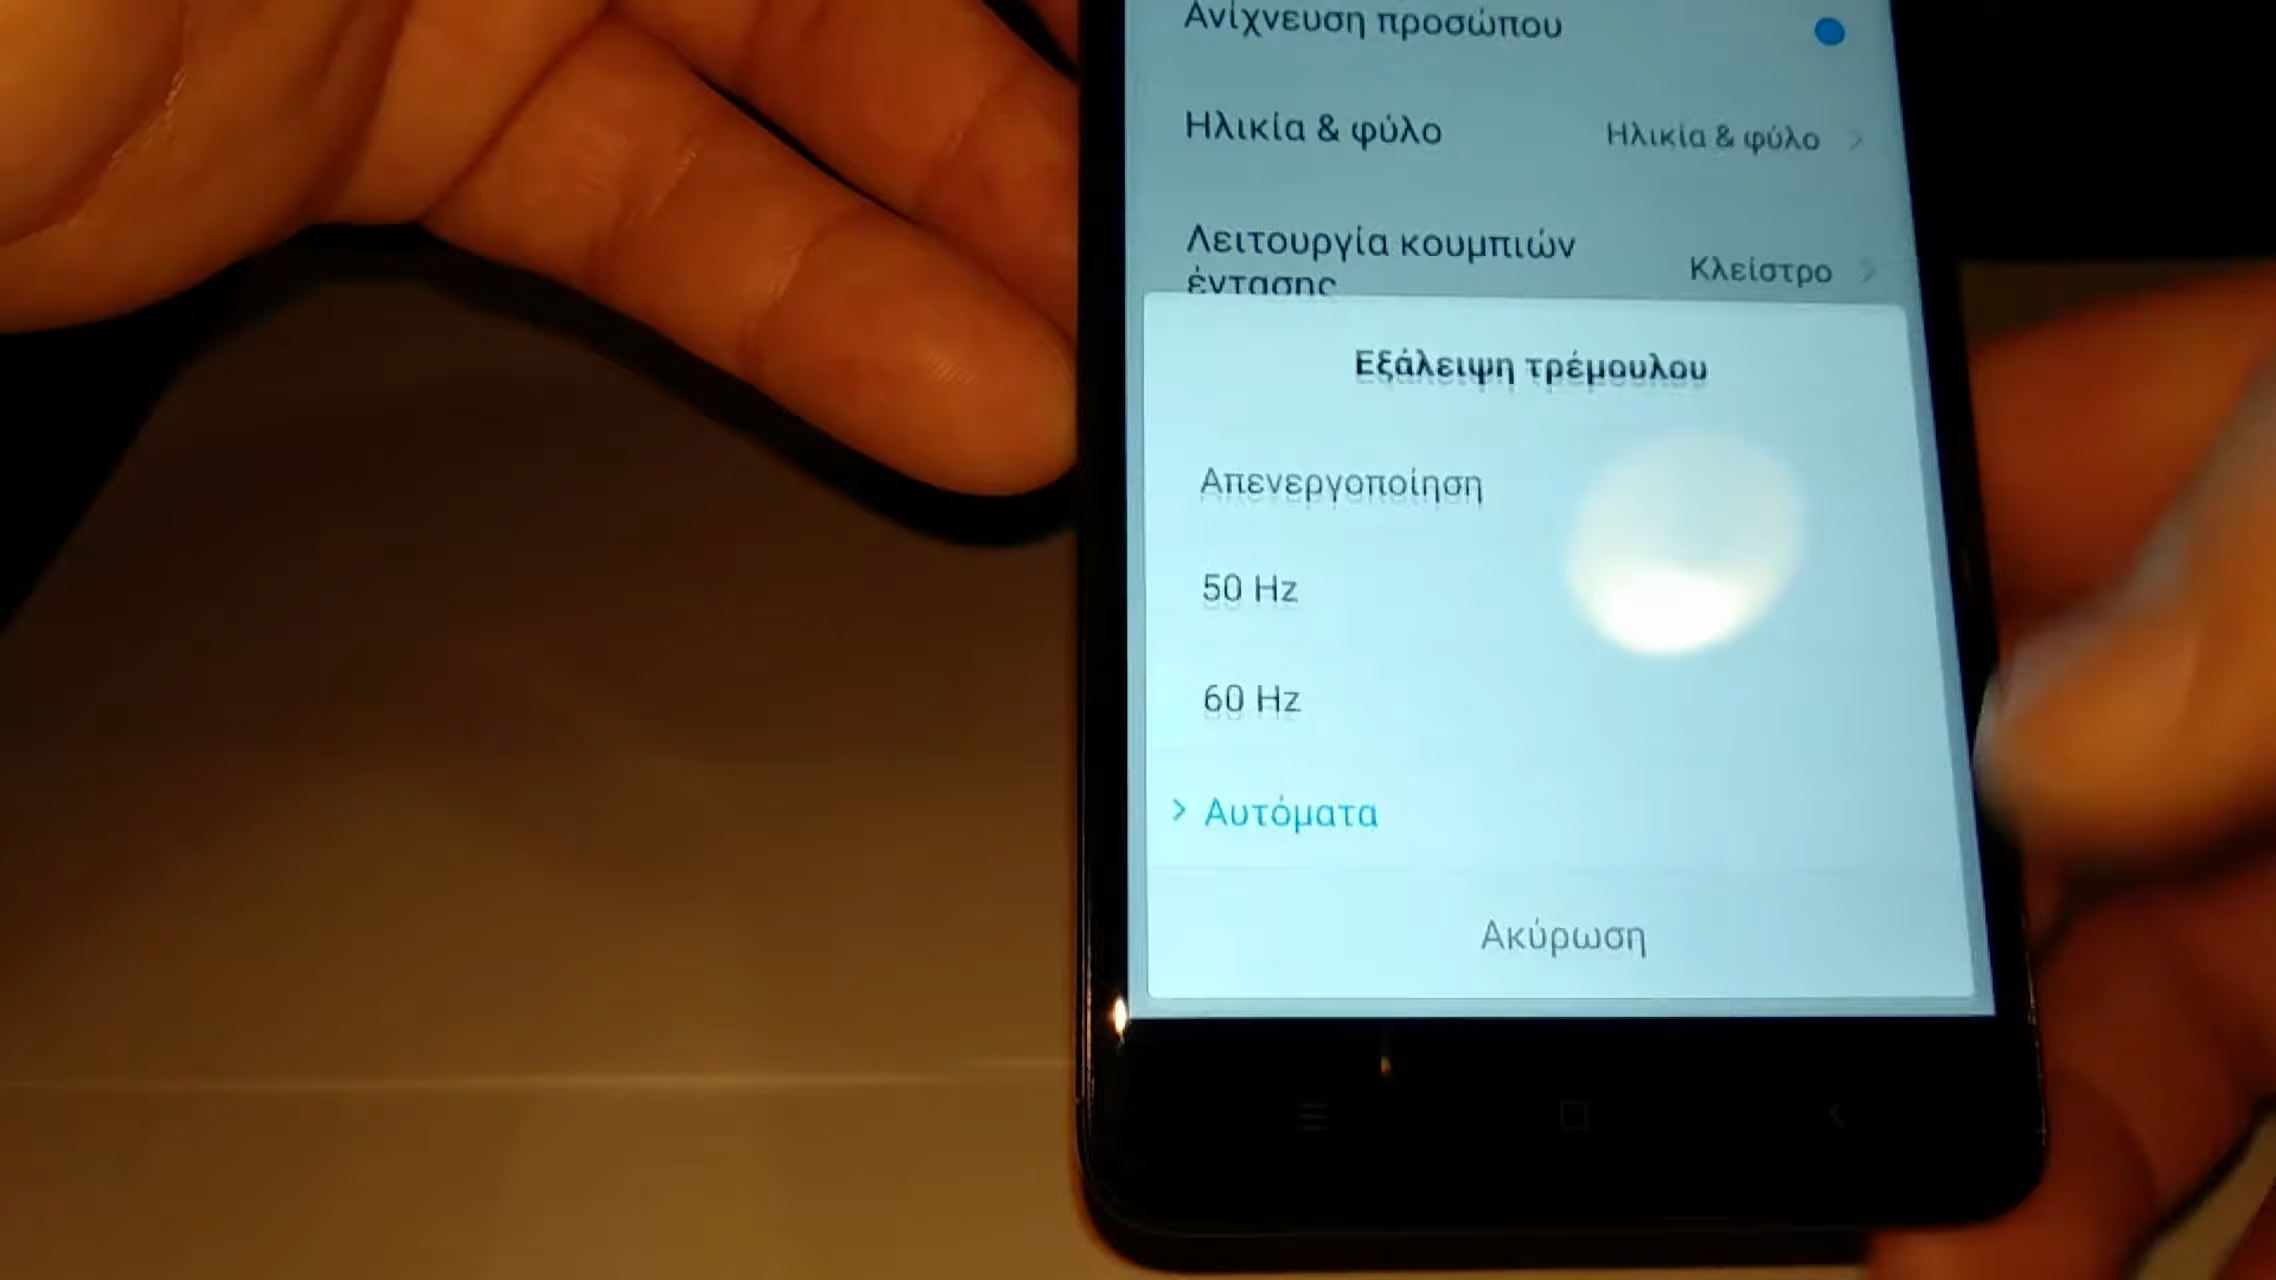 Ανίχνευση προσώπου
Ηλικία & φύλο Ηλικία & φύλο
Λειτουργία κουμπιών
έντασης
Κλείστρο
Εξάλειψη τρέμουλου
Απενεργοποίηση
50 Hz
60 Hz
Αυτόματα
Ακύρωση